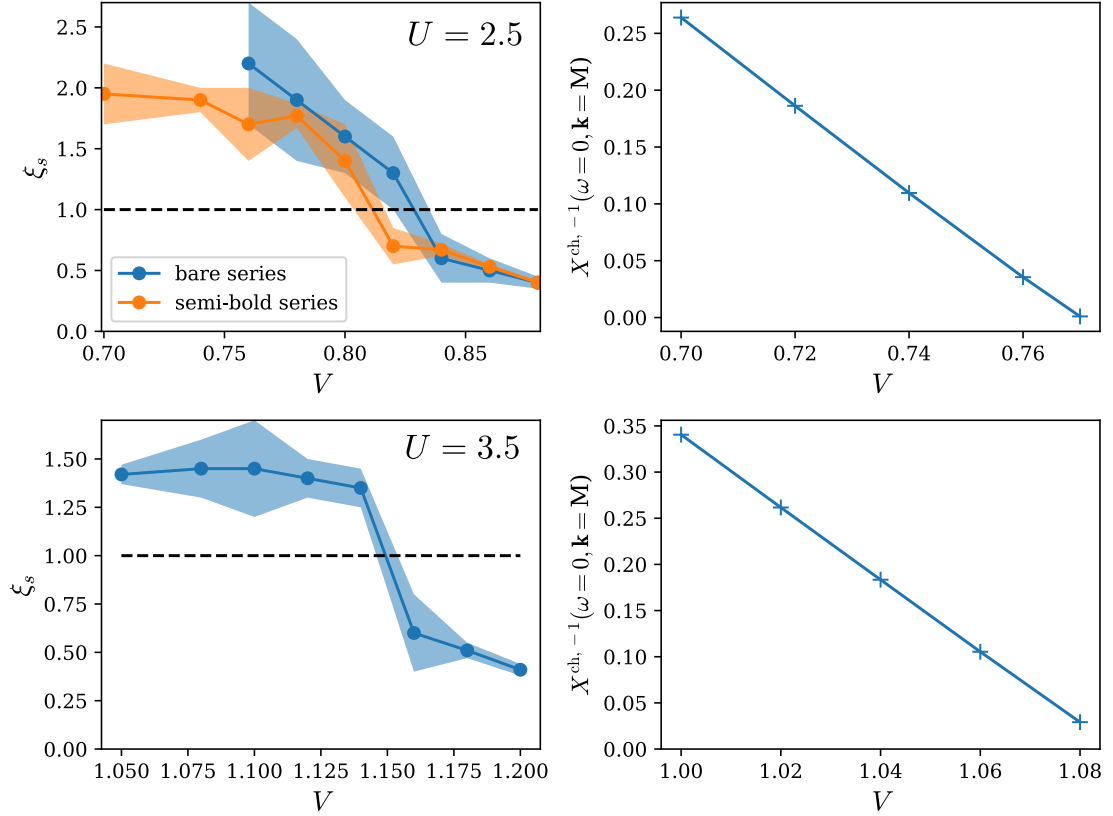 U = 2.5
2.5
2.0
1.5
1.0
0.5
0.0
ξₛ
bare series
semi-bold series
0.70 0.75 0.80 0.85
V
0.25
0.20
0.15
0.10
0.05
0.00
X^{ch, −1}(ω = 0, k = M)
0.70 0.72 0.74 0.76
V
U = 3.5
1.50
1.25
1.00
0.75
0.50
0.25
0.00
ξₛ
1.050 1.075 1.100 1.125 1.150 1.175 1.200
V
0.35
0.30
0.25
0.20
0.15
0.10
0.05
0.00
X^{ch, −1}(ω = 0, k = M)
1.00 1.02 1.04 1.06 1.08
V